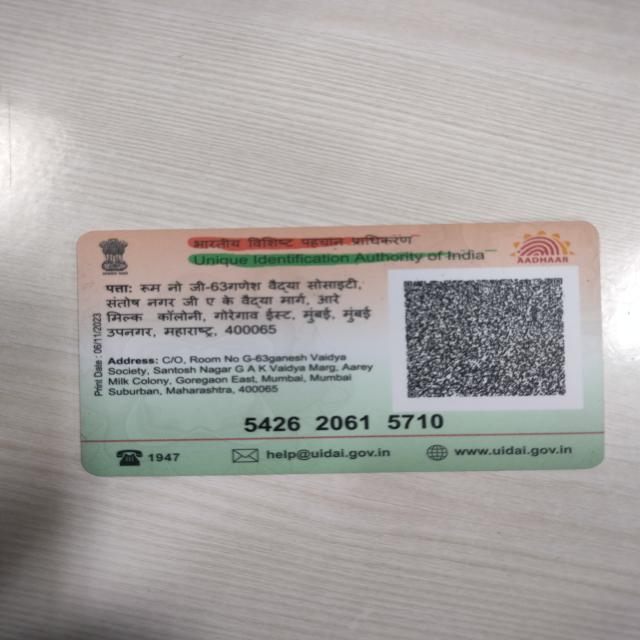 भारतीय विशिष्ट पहचान प्राधिकरण
Unique Identification Authority of India
AADHAAR
पत्ता: रूम नो जी-63गणेश वैद्या सोसाइटी,
संतोष नगर जी ए के वैद्या मार्ग, आरे
मिल्क कॉलोनी, गोरेगाव ईस्ट, मुंबई, मुंबई
उपनगर, महाराष्ट्र, 400065
Address: C/O, Room No G-63ganesh Vaidya
Society, Santosh Nagar G A K Vaidya Marg, Aarey
Milk Colony, Goregaon East, Mumbai, Mumbai
Suburban, Maharashtra, 400065
Print Date : 06/11/2023
5426 2061 5710
1947
help@uidai.gov.in
www.uidai.gov.in